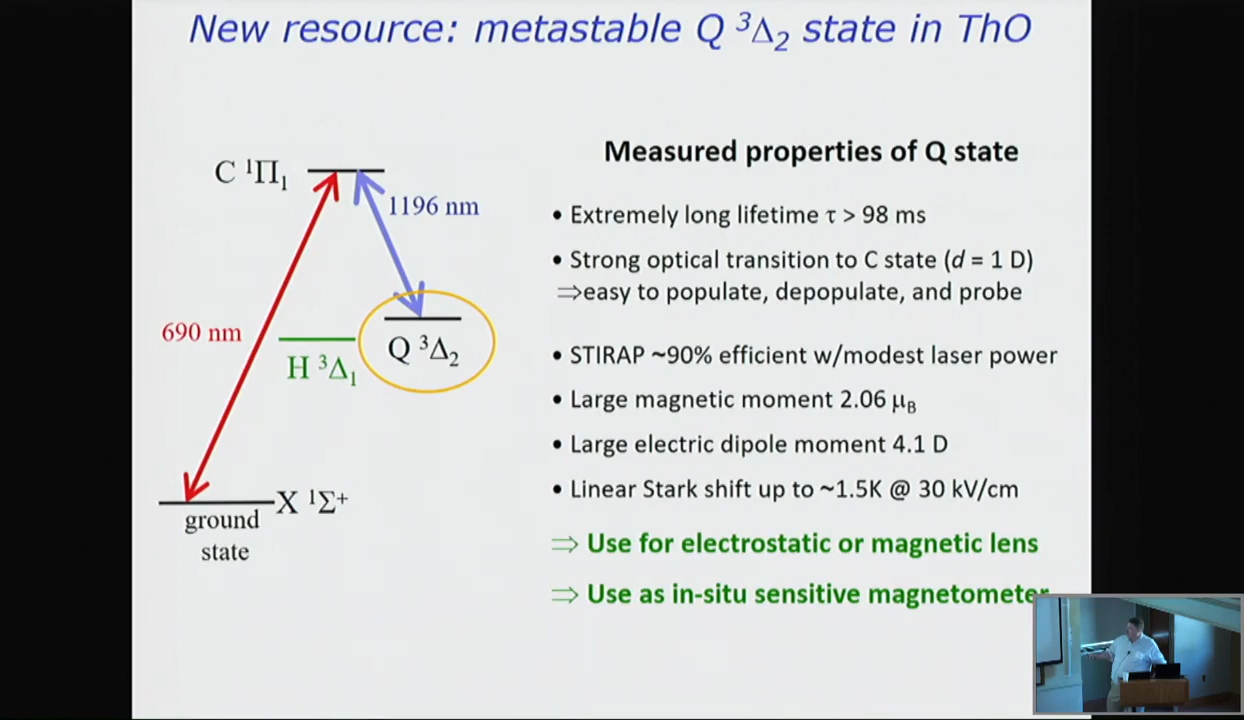 New resource: metastable Q ³Δ₂ state in ThO
C ¹Π₁
1196 nm
690 nm
H ³Δ₁
Q ³Δ₂
X ¹Σ⁺
ground
state
Measured properties of Q state
• Extremely long lifetime τ > 98 ms
• Strong optical transition to C state (d = 1 D)
⇒easy to populate, depopulate, and probe
• STIRAP ~90% efficient w/modest laser power
• Large magnetic moment 2.06 μ_B
• Large electric dipole moment 4.1 D
• Linear Stark shift up to ~1.5K @ 30 kV/cm
⇒ Use for electrostatic or magnetic lens
⇒ Use as in-situ sensitive magnetometer